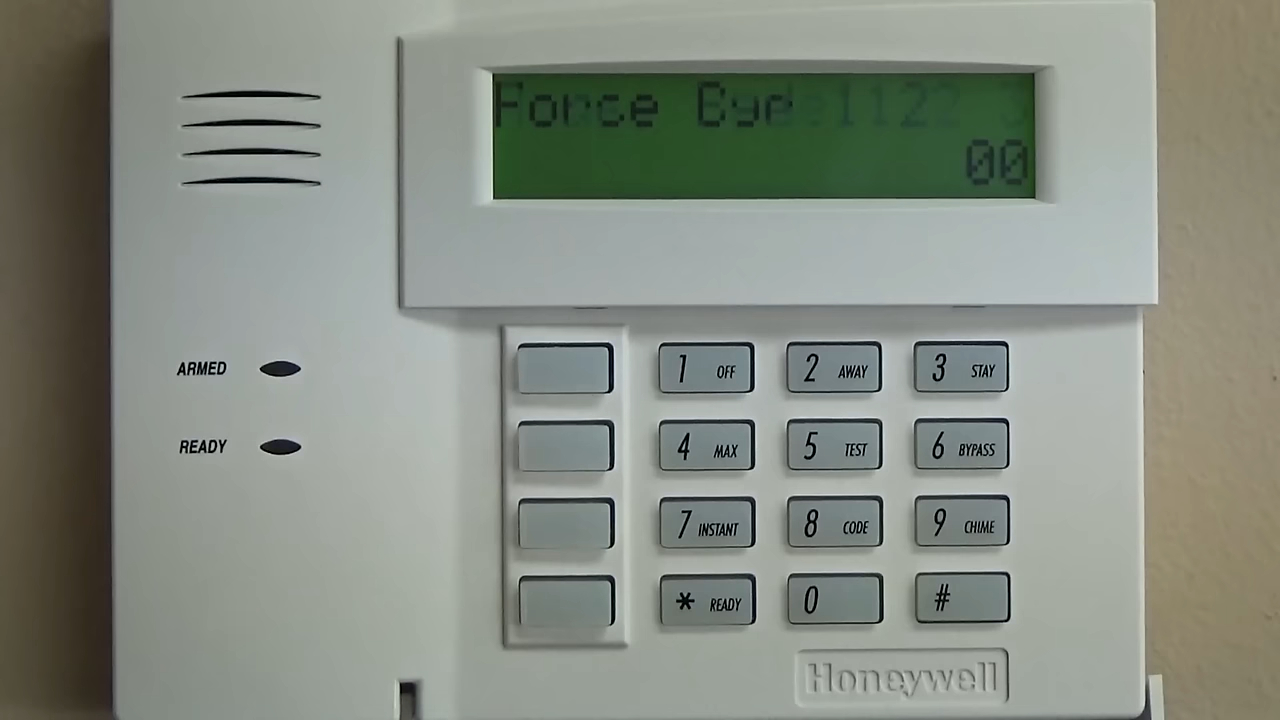 Force Bye
00
ARMED
READY
1 OFF
2 AWAY
3 STAY
4 MAX
5 TEST
6 BYPASS
7 INSTANT
8 CODE
9 CHIME
* READY
0
#
Honeywell